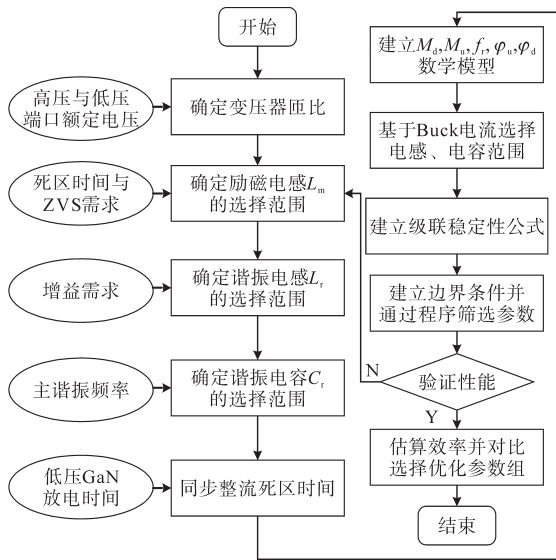 开始
高压与低压
端口额定电压
确定变压器匝比
死区时间与
ZVS需求
确定励磁电感Lm
的选择范围
增益需求
确定谐振电感Lr
的选择范围
主谐振频率
确定谐振电容Cr
的选择范围
低压GaN
放电时间
同步整流死区时间
建立Md,Mu,fr,φu,φd
数学模型
基于Buck电流选择
电感、电容范围
建立级联稳定性公式
建立边界条件并
通过程序筛选参数
N
验证性能
Y
估算效率并对比
选择优化参数组
结束